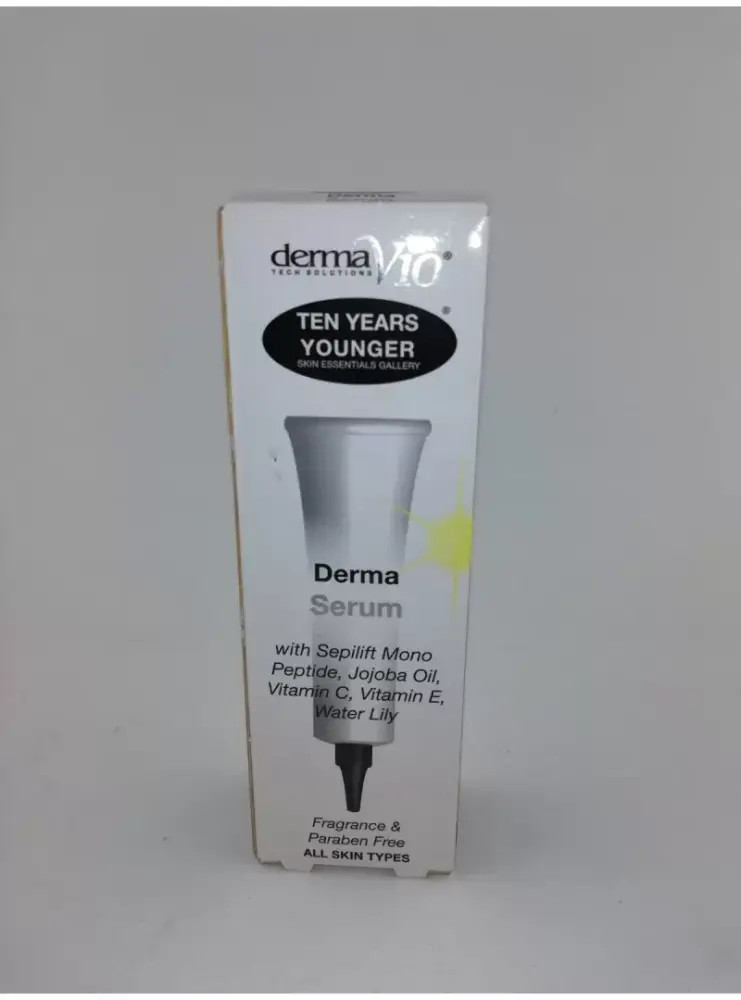 Derma
dermaV10®
TECH SOLUTIONS
TEN YEARS ®
YOUNGER
SKIN ESSENTIALS GALLERY
Derma
Serum
with Sepilift Mono
Peptide, Jojoba Oil,
Vitamin C, Vitamin E,
Water Lily
Fragrance &
Paraben Free
ALL SKIN TYPES